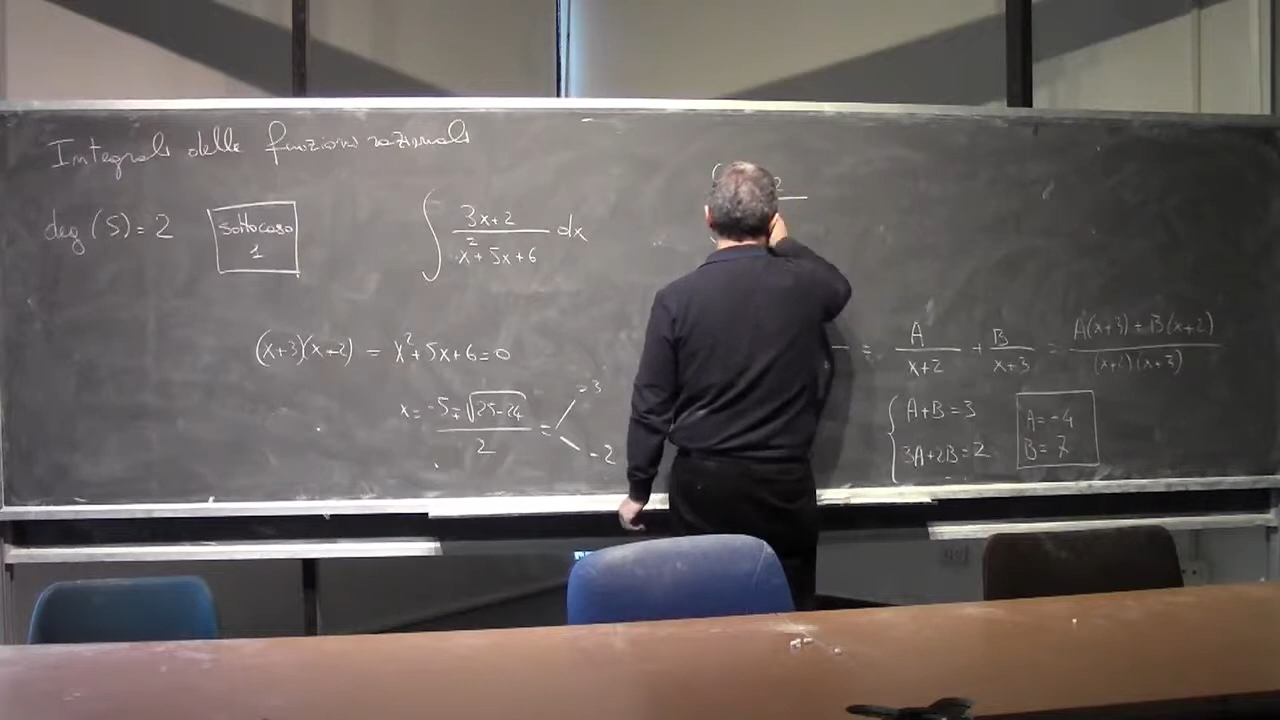 Integrali delle funzioni razionali
deg(S)=2
sottocaso
1
∫ (3x+2)/(x²+5x+6) dx
(x+3)(x+2) = x²+5x+6=0
x = (-5∓√(25-24))/2 = -3
-2
2
= A/(x+2) + B/(x+3) = (A(x+3)+B(x+2))/((x+2)(x+3))
{ A+B=3
3A+2B=2
A=-4
B=7